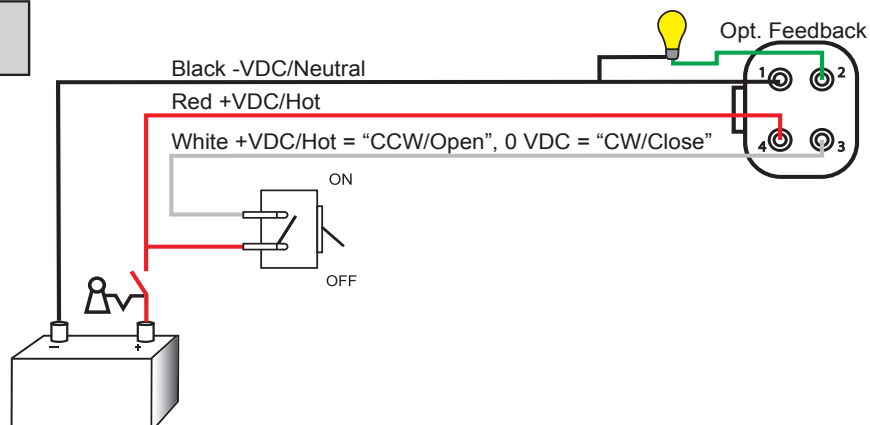 Opt. Feedback
Black -VDC/Neutral
1 2
Red +VDC/Hot
White +VDC/Hot = “CCW/Open”, 0 VDC = “CW/Close”
4 3
ON
OFF
– +